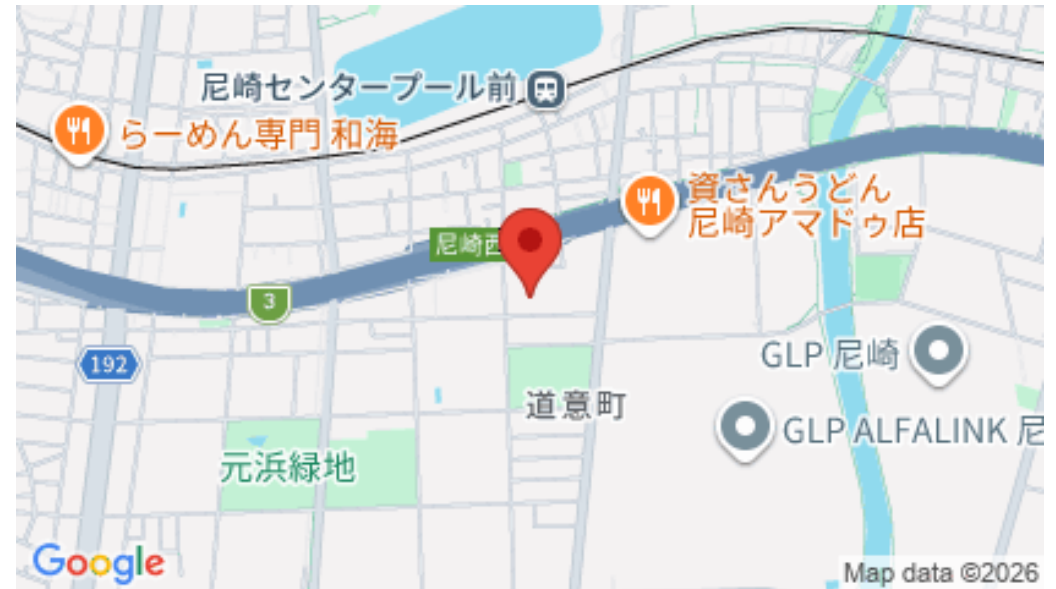 尼崎センタープール前
らーめん専門 和海
資さんうどん
尼崎アマドゥ店
尼崎西
3
192
GLP 尼崎
道意町
GLP ALFALINK 尼
元浜緑地
Google
Map data ©2026